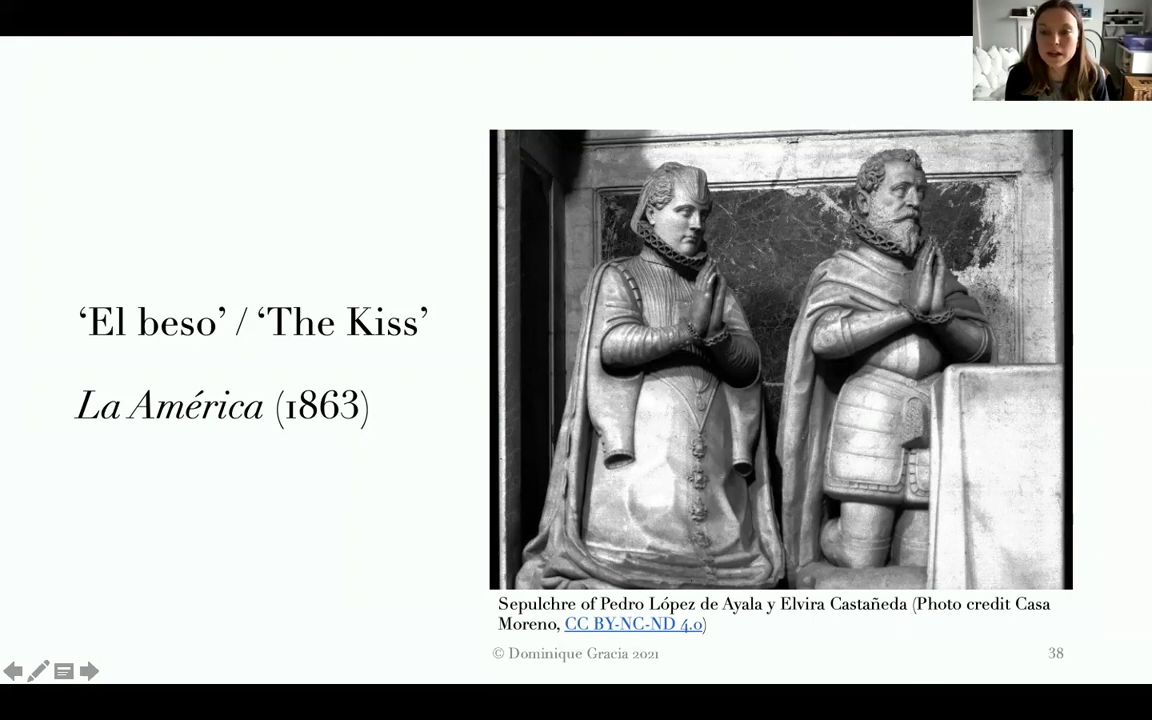 ‘El beso’ / ‘The Kiss’
La América (1863)
Sepulchre of Pedro López de Ayala y Elvira Castañeda (Photo credit Casa
Moreno, CC BY-NC-ND 4.0)
© Dominique Gracia 2021
38